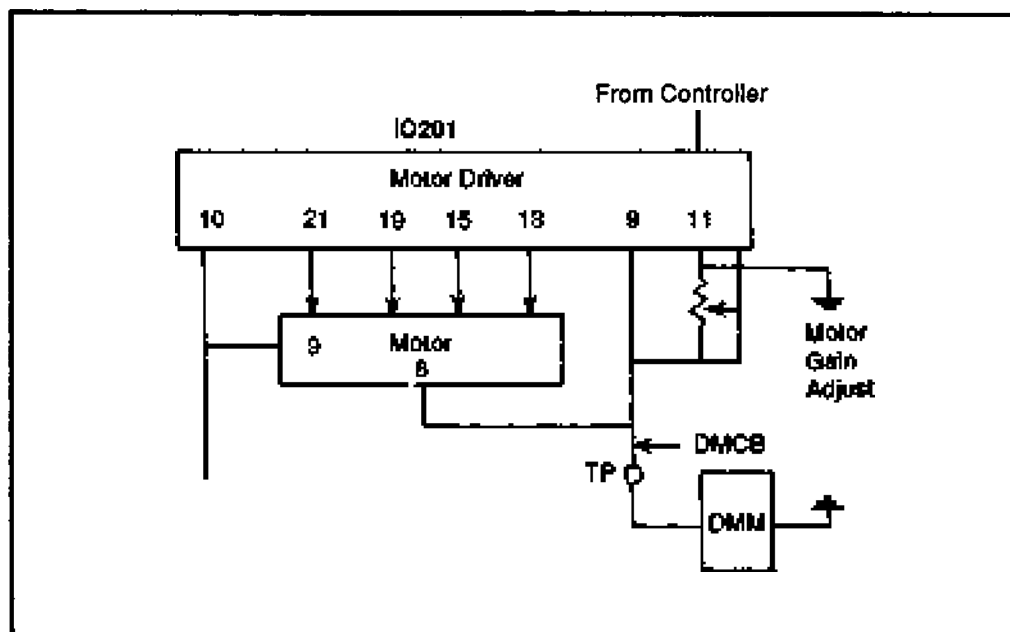 From Controller
IC201
Motor Driver
10 21 19 15 13 9 11
9 Motor
8
Motor
Gain
Adjust
DMCB
TP
DMM